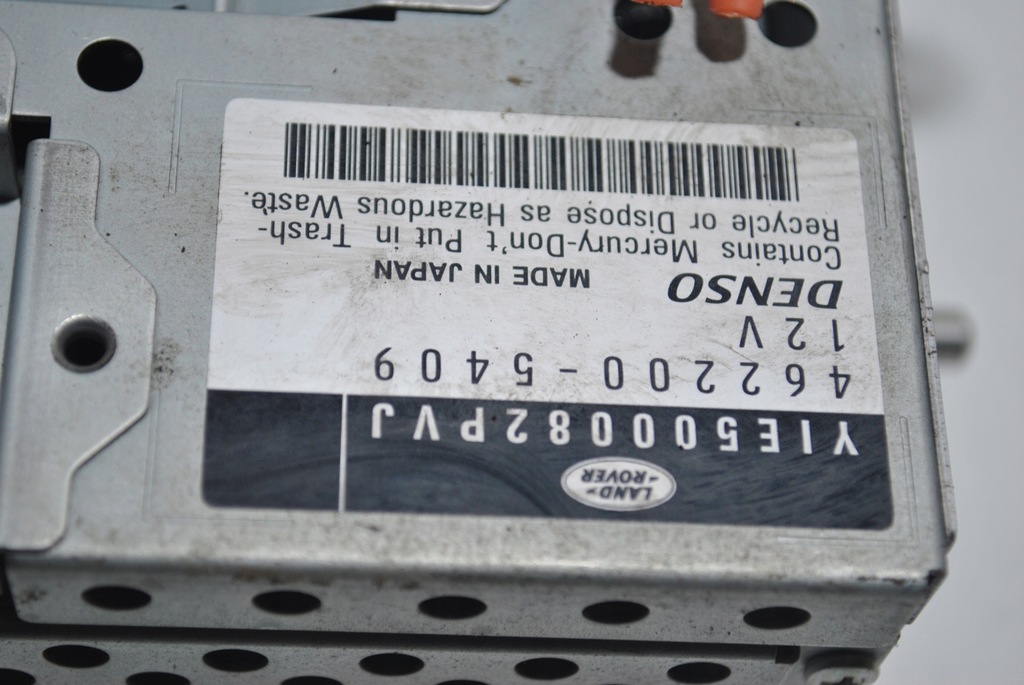 LAND-
-ROVER
YIE500082PVJ
462200-5409
12V
DENSO MADE IN JAPAN
Contains Mercury-Don't Put in Trash-
Recycle or Dispose as Hazardous Waste.